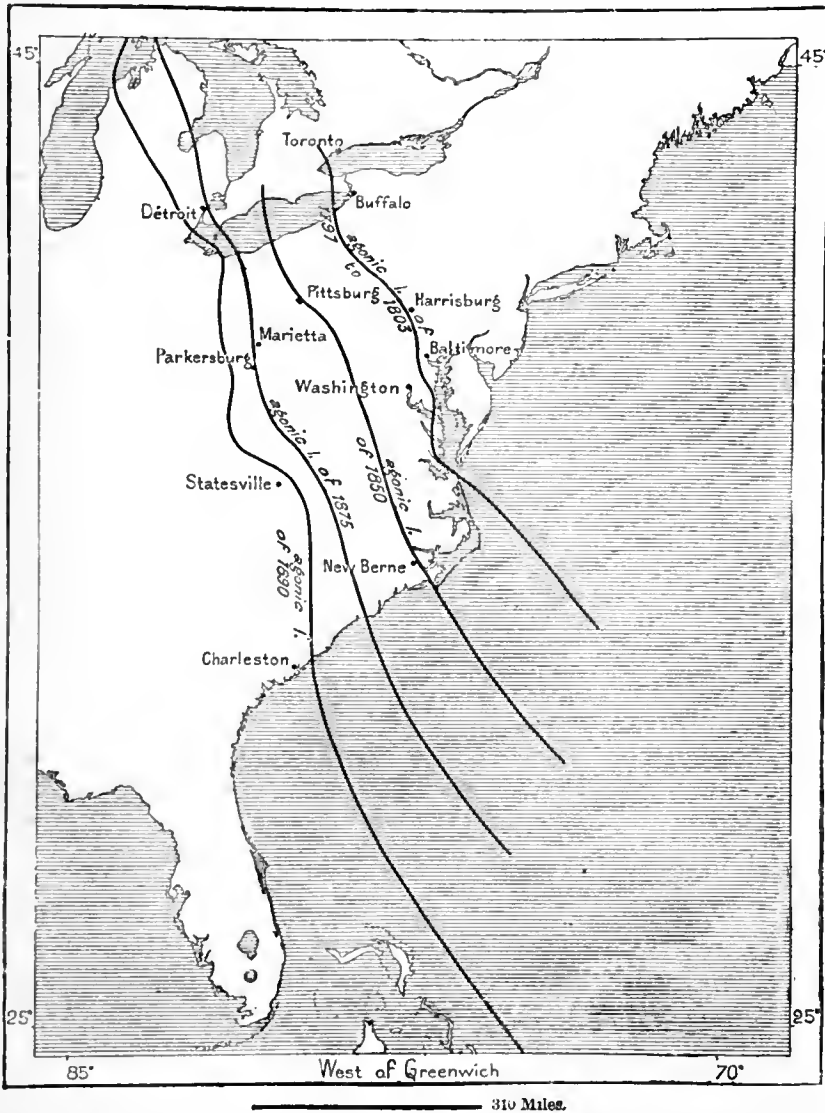 45°
45°
Toronto
Detroit
Buffalo
1797
agonic l.
to
of
1803
Pittsburg
Harrisburg
Marietta
Baltimore
Parkersburg
Washington
agonic l. of 1875
agonic l.
of 1850
Statesville
agonic l.
of 1690
New Berne
Charleston
25°
25°
85°
West of Greenwich
70°
310 Miles.